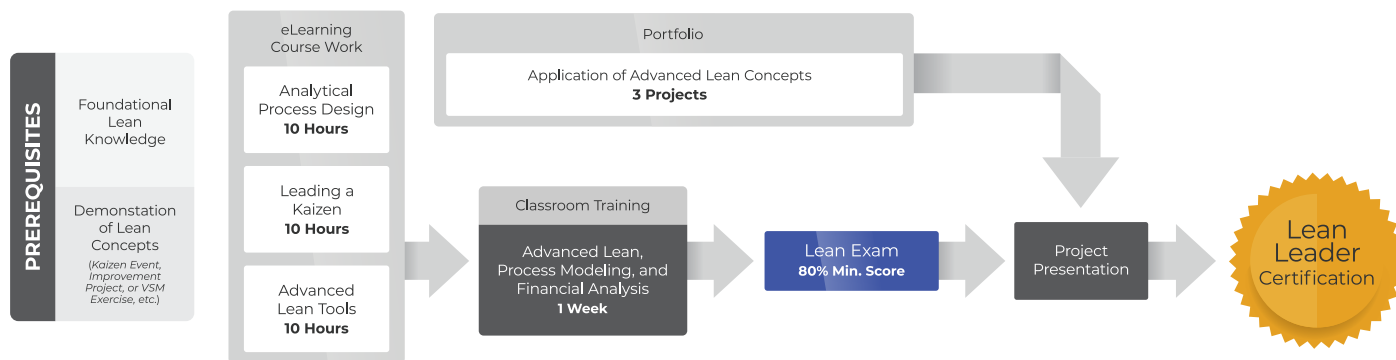 PREREQUISITES
Foundational
Lean
Knowledge
Demonstation
of Lean
Concepts
(Kaizen Event,
Improvement
Project, or VSM
Exercise, etc.)
eLearning
Course Work
Analytical
Process Design
10 Hours
Leading a
Kaizen
10 Hours
Advanced
Lean Tools
10 Hours
Portfolio
Application of Advanced Lean Concepts
3 Projects
Classroom Training
Advanced Lean,
Process Modeling, and
Financial Analysis
1 Week
Lean Exam
80% Min. Score
Project
Presentation
Lean
Leader
Certification